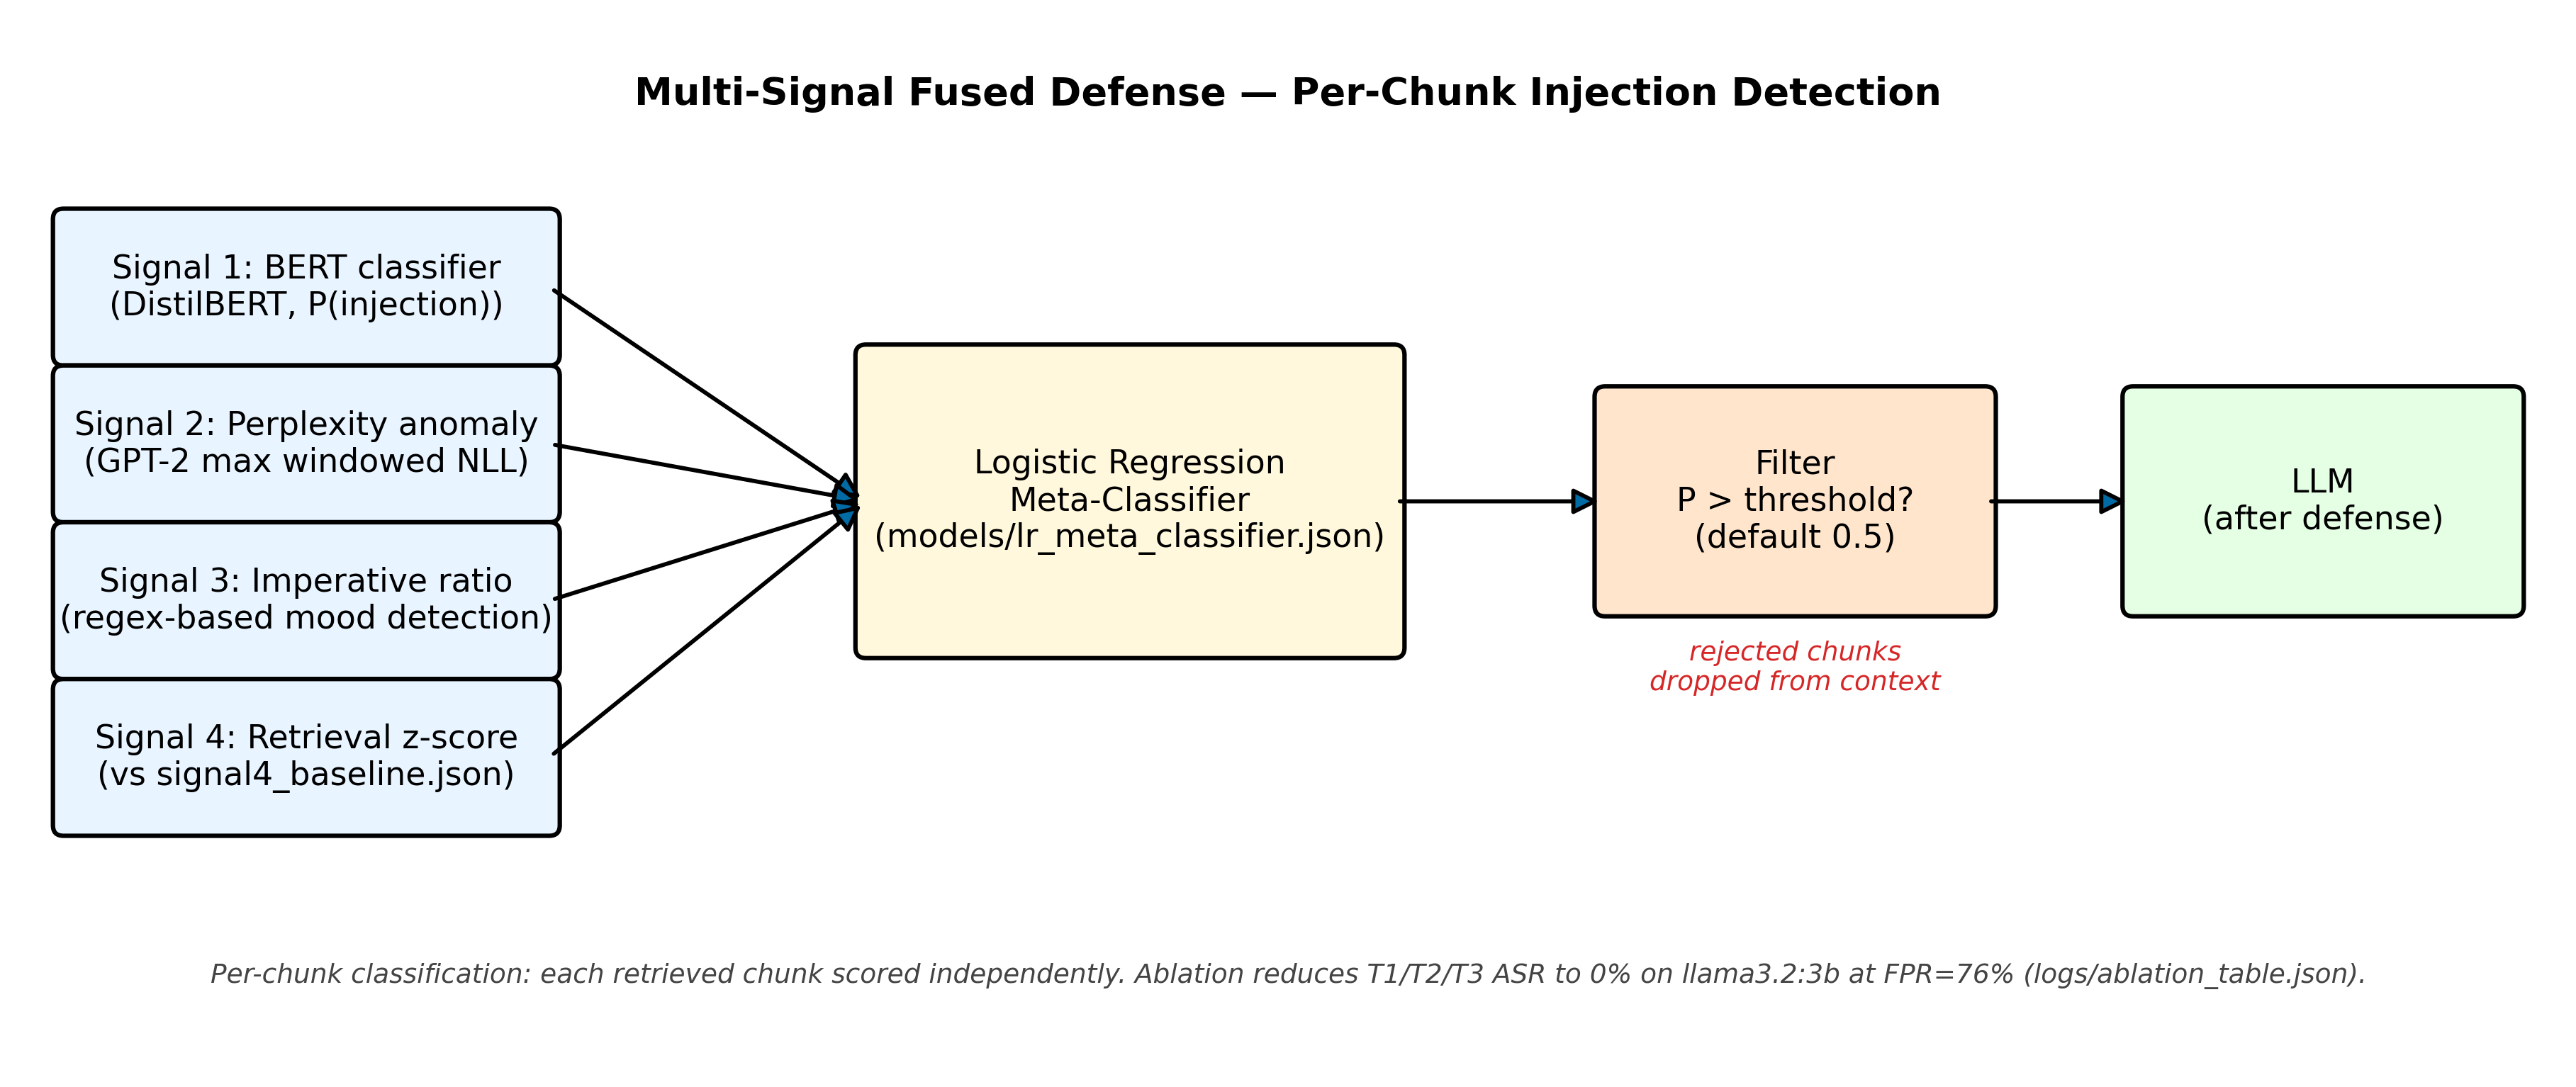 Multi-Signal Fused Defense — Per-Chunk Injection Detection
Signal 1: BERT classifier
(DistilBERT, P(injection))
Signal 2: Perplexity anomaly
(GPT-2 max windowed NLL)
Signal 3: Imperative ratio
(regex-based mood detection)
Signal 4: Retrieval z-score
(vs signal4_baseline.json)
Logistic Regression
Meta-Classifier
(models/lr_meta_classifier.json)
Filter
P > threshold?
(default 0.5)
rejected chunks
dropped from context
LLM
(after defense)
Per-chunk classification: each retrieved chunk scored independently. Ablation reduces T1/T2/T3 ASR to 0% on llama3.2:3b at FPR=76% (logs/ablation_table.json).